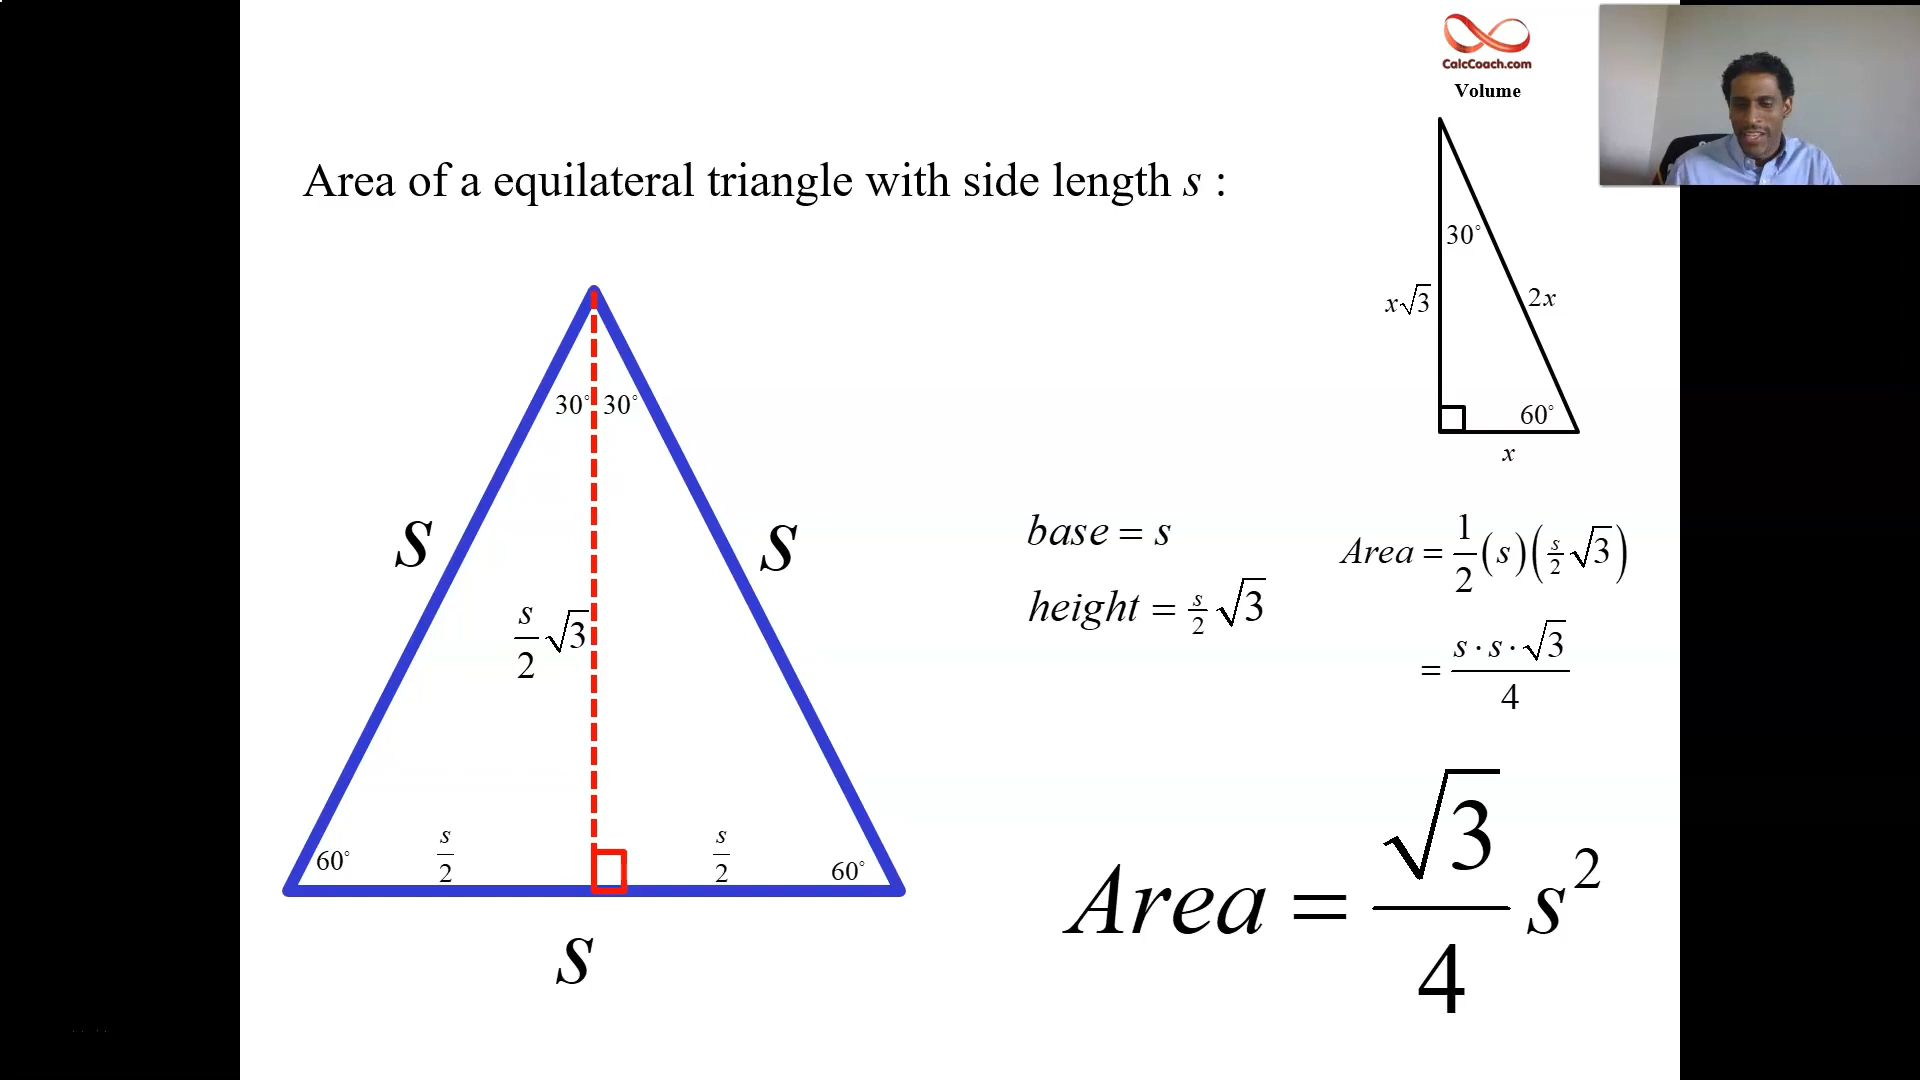 CalcCoach.com
Volume
Area of a equilateral triangle with side length s :
30°
x√3
2x
60°
x
30° 30°
s
s
s/2 √3
60°
s/2
s/2
60°
s
base = s
height = s/2 √3
Area = 1/2 (s)(s/2 √3)
= s · s · √3 / 4
Area = √3/4 s²